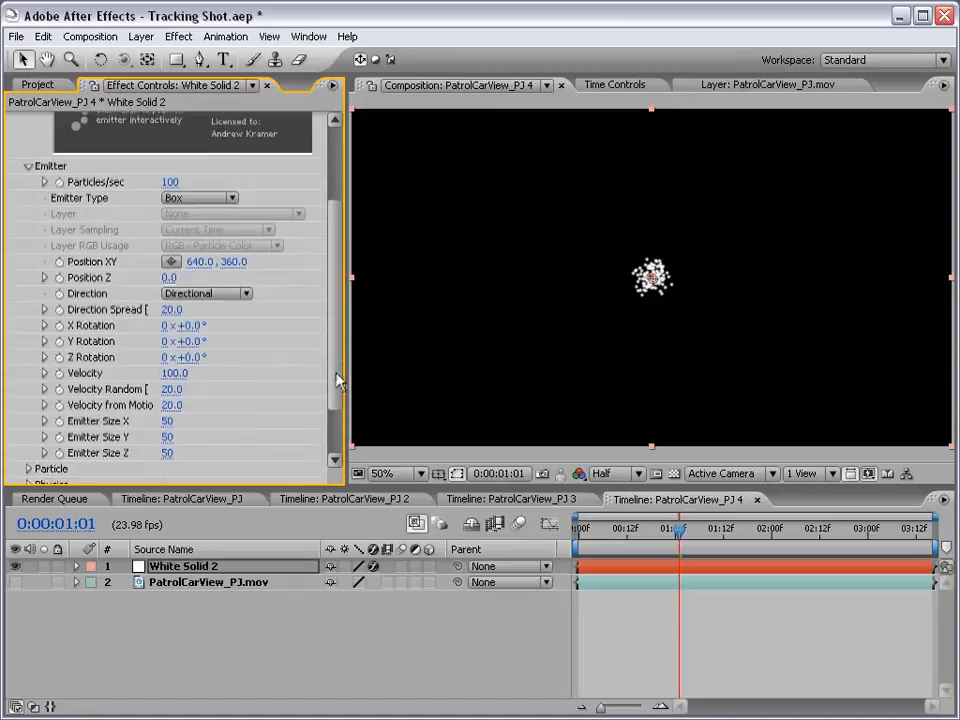 Adobe After Effects - Tracking Shot.aep *
File Edit Composition Layer Effect Animation View Window Help
Workspace: Standard
Project Effect Controls: White Solid 2 Composition: PatrolCarView_PJ 4 Time Controls Layer: PatrolCarView_PJ.mov
PatrolCarView_PJ 4 * White Solid 2
emitter interactively
Licensed to:
Andrew Kramer
Emitter
Particles/sec 100
Emitter Type Box
Layer None
Layer Sampling Current Time
Layer RGB Usage RGB - Particle Color
Position XY 640.0, 360.0
Position Z 0.0
Direction Directional
Direction Spread [ 20.0
X Rotation 0 x+0.0°
Y Rotation 0 x+0.0°
Z Rotation 0 x+0.0°
Velocity 100.0
Velocity Random [ 20.0
Velocity from Motio 20.0
Emitter Size X 50
Emitter Size Y 50
Emitter Size Z 50
Particle
50% 0:00:01:01 Half Active Camera 1 View
Render Queue Timeline: PatrolCarView_PJ Timeline: PatrolCarView_PJ 2 Timeline: PatrolCarView_PJ 3 Timeline: PatrolCarView_PJ 4
0:00:01:01 (23.98 fps)
00:12f 00:12f 02:00f 02:12f 03:00f 03:12f
# Source Name Parent
1 White Solid 2 None
2 PatrolCarView_PJ.mov None